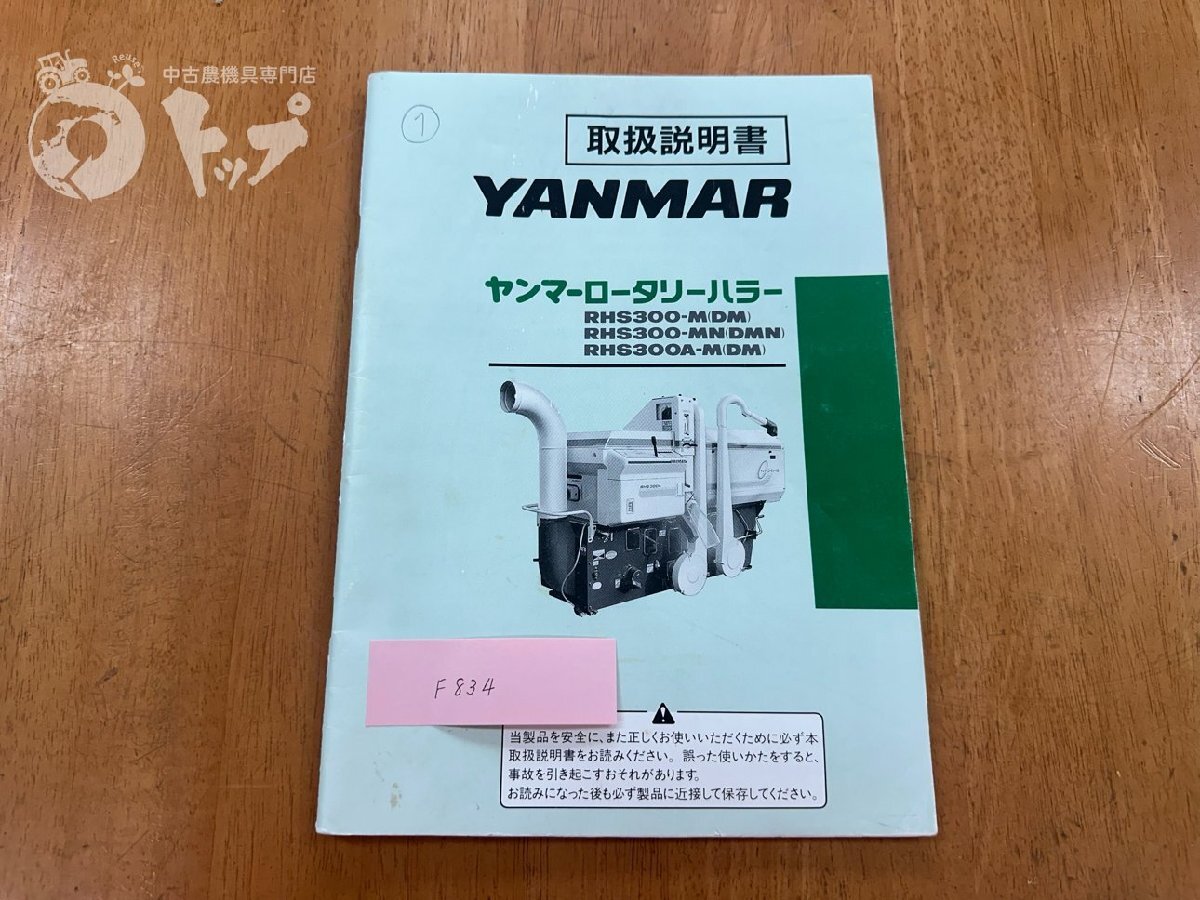 Reuse
中古農機具専門店
トップ
7
取扱説明書
YANMAR
ヤンマーロータリーハラー
RHS300-M(DM)
RHS300-MN(DMN)
RHS300A-M(DM)
F834
当製品を安全に、また正しくお使いいただくために必ず本
取扱説明書をお読みください。誤った使いかたをすると、
事故を引き起こすおそれがあります。
お読みになった後も必ず製品に近接して保存してください。